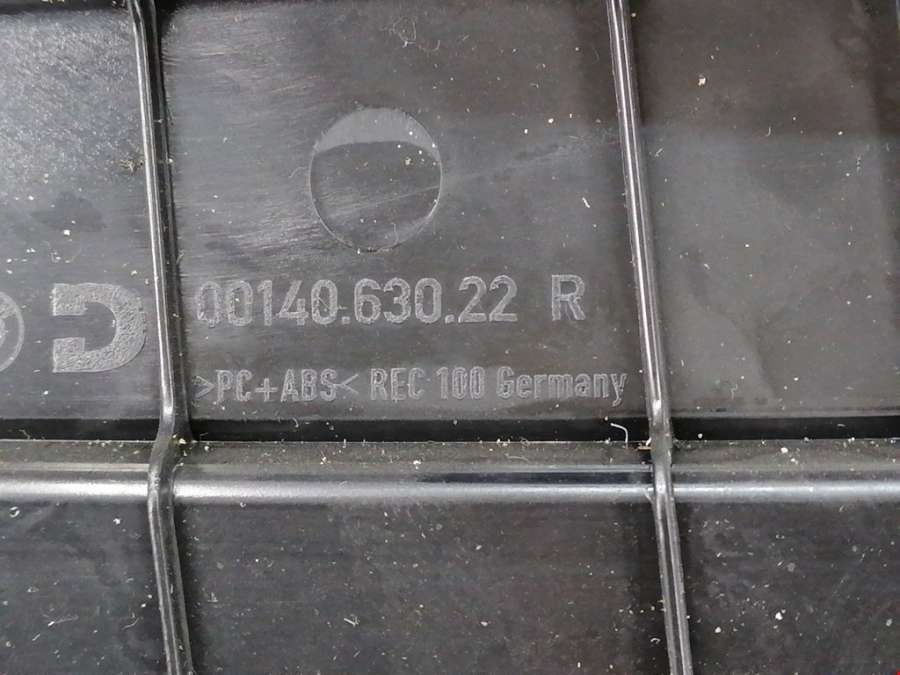 00140.630.22 R
>PC+ABS< REC 100 Germany